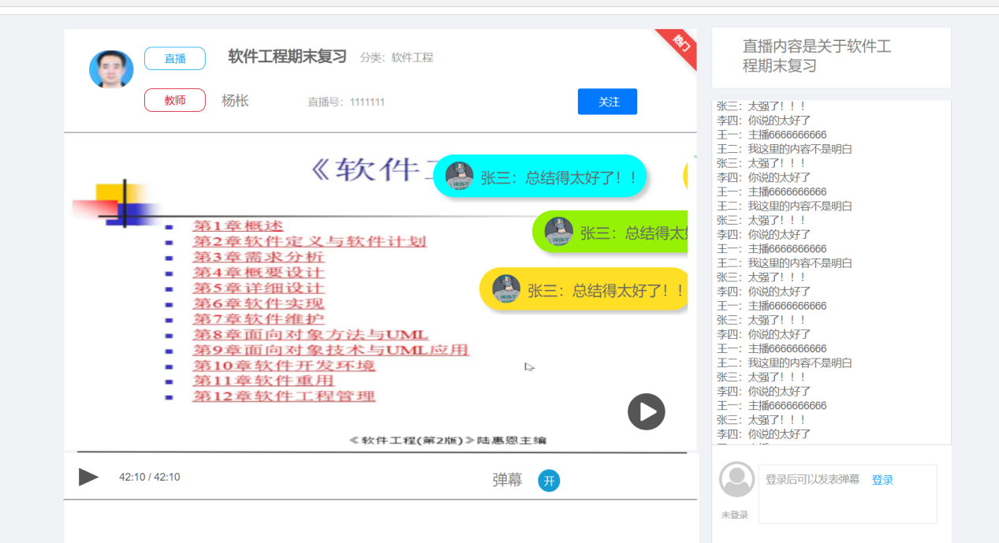 直播
软件工程期末复习
分类：软件工程
热门
教师
杨枨
直播号：1111111
关注
《软件
张三：总结得太好了！！
张三：总结得太
张三：总结得太好了！！
第1章概述
第2章软件定义与软件计划
第3章需求分析
第4章概要设计
第5章详细设计
第6章软件实现
第7章软件维护
第8章面向对象方法与UML
第9章面向对象技术与UML应用
第10章软件开发环境
第11章软件重用
第12章软件工程管理
《软件工程(第2版)》陆惠恩主编
42:10 / 42:10
弹幕
开
直播内容是关于软件工
程期末复习
张三：太强了！！！
李四：你说的太好了
王一：主播6666666666
王二：我这里的内容不是明白
张三：太强了！！！
李四：你说的太好了
王一：主播6666666666
王二：我这里的内容不是明白
张三：太强了！！！
李四：你说的太好了
王一：主播6666666666
王二：我这里的内容不是明白
张三：太强了！！！
李四：你说的太好了
王一：主播6666666666
张三：太强了！！！
李四：你说的太好了
王一：主播6666666666
王二：我这里的内容不是明白
张三：太强了！！！
李四：你说的太好了
王一：主播6666666666
张三：太强了！！！
李四：你说的太好了
登录后可以发表弹幕 登录
未登录